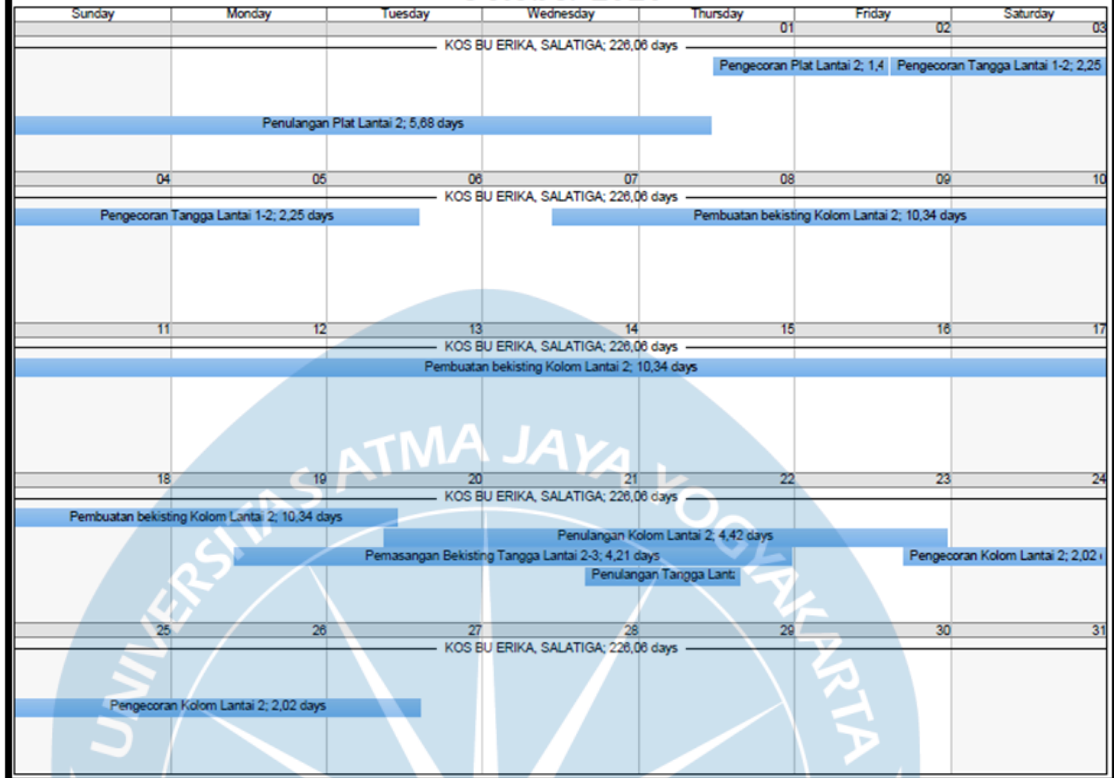 Sunday Monday Tuesday Wednesday Thursday Friday Saturday
01 02 03
KOS BU ERIKA, SALATIGA; 226,06 days
Pengecoran Plat Lantai 2; 1,4 Pengecoran Tangga Lantai 1-2; 2,25
Penulangan Plat Lantai 2; 5,68 days
04 05 06 07 08 09 10
KOS BU ERIKA, SALATIGA; 226,06 days
Pengecoran Tangga Lantai 1-2; 2,25 days Pembuatan bekisting Kolom Lantai 2; 10,34 days
11 12 13 14 15 16 17
KOS BU ERIKA, SALATIGA; 226,06 days
Pembuatan bekisting Kolom Lantai 2; 10,34 days
18 19 20 21 22 23 24
KOS BU ERIKA, SALATIGA; 226,06 days
Pembuatan bekisting Kolom Lantai 2; 10,34 days
Penulangan Kolom Lantai 2; 4,42 days
Pemasangan Bekisting Tangga Lantai 2-3; 4,21 days Pengecoran Kolom Lantai 2; 2,02
Penulangan Tangga Lant
25 26 27 28 29 30 31
KOS BU ERIKA, SALATIGA; 226,06 days
Pengecoran Kolom Lantai 2; 2,02 days
UNIVERSITAS ATMA JAYA YOGYAKARTA